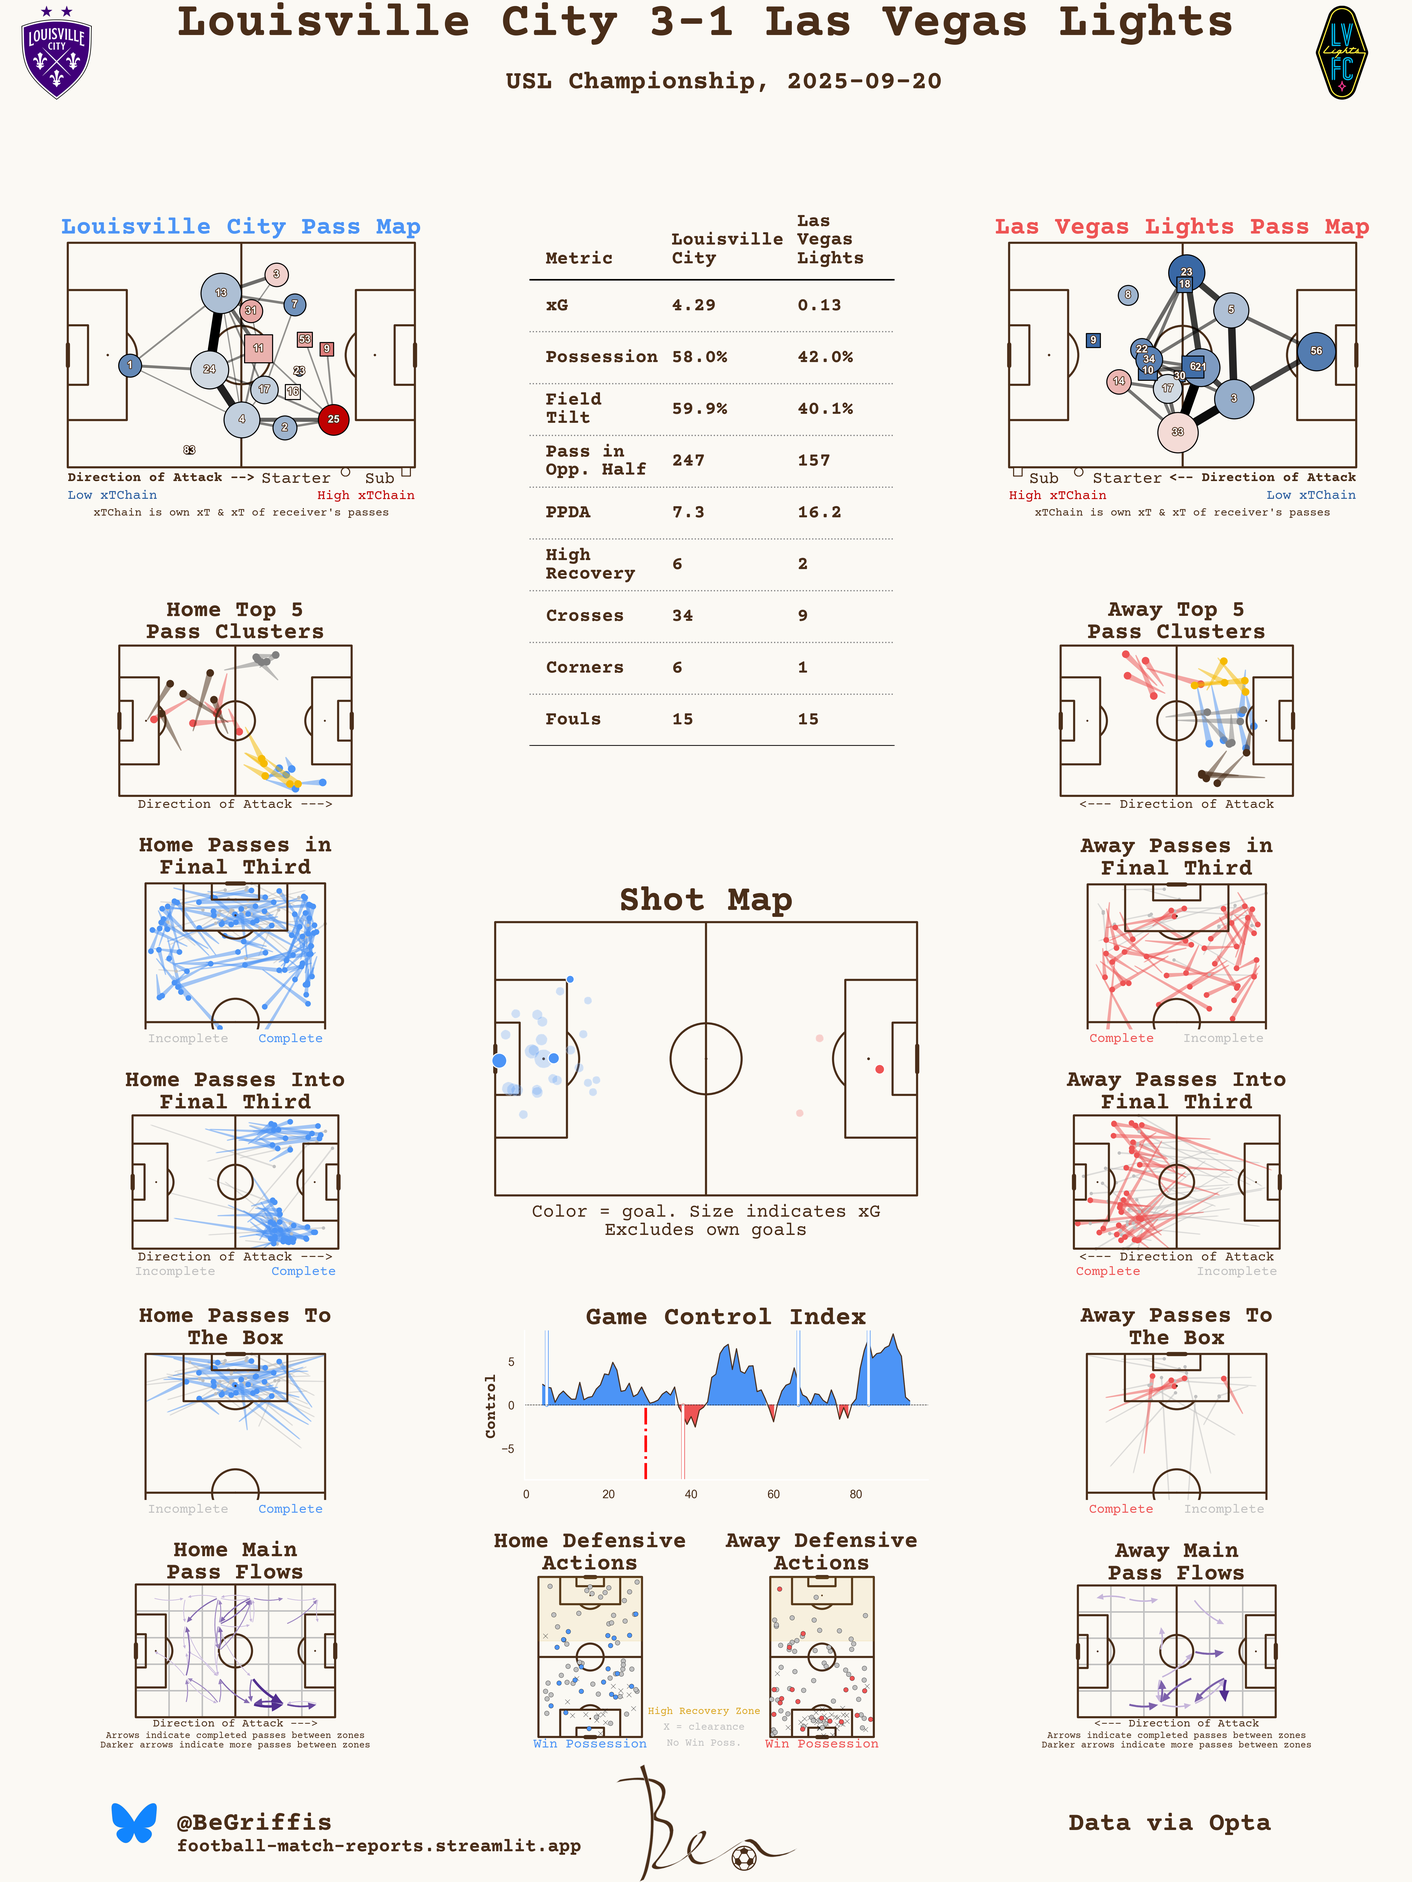 Louisville City 3-1 Las Vegas Lights
USL Championship, 2025-09-20
LOUISVILLE
CITY
LV
Lights
FC
Louisville City Pass Map
13
3
7
31
11
53
9
1
24
23
17
16
4
2
25
83
Direction of Attack --> Starter Sub
Low xTChain High xTChain
xTChain is own xT & xT of receiver's passes
Metric Louisville City Las Vegas Lights
xG 4.29 0.13
Possession 58.0% 42.0%
Field Tilt 59.9% 40.1%
Pass in Opp. Half 247 157
PPDA 7.3 16.2
High Recovery 6 2
Crosses 34 9
Corners 6 1
Fouls 15 15
Las Vegas Lights Pass Map
23
18
8
5
9
22
34
10
56
14
30
17
3
33
Sub Starter <-- Direction of Attack
High xTChain Low xTChain
xTChain is own xT & xT of receiver's passes
Home Top 5
Pass Clusters
Direction of Attack --->
Away Top 5
Pass Clusters
<--- Direction of Attack
Home Passes in
Final Third
Incomplete Complete
Away Passes in
Final Third
Complete Incomplete
Shot Map
Color = goal. Size indicates xG
Excludes own goals
Home Passes Into
Final Third
Direction of Attack --->
Incomplete Complete
Away Passes Into
Final Third
<--- Direction of Attack
Complete Incomplete
Home Passes To
The Box
Incomplete Complete
Game Control Index
Control
5
0
−5
0 20 40 60 80
Away Passes To
The Box
Complete Incomplete
Home Main
Pass Flows
Direction of Attack --->
Arrows indicate completed passes between zones
Darker arrows indicate more passes between zones
Home Defensive
Actions
Win Possession
High Recovery Zone
X = clearance
No Win Poss.
Away Defensive
Actions
Win Possession
Away Main
Pass Flows
<--- Direction of Attack
Arrows indicate completed passes between zones
Darker arrows indicate more passes between zones
@BeGriffis
football-match-reports.streamlit.app
Ben
Data via Opta